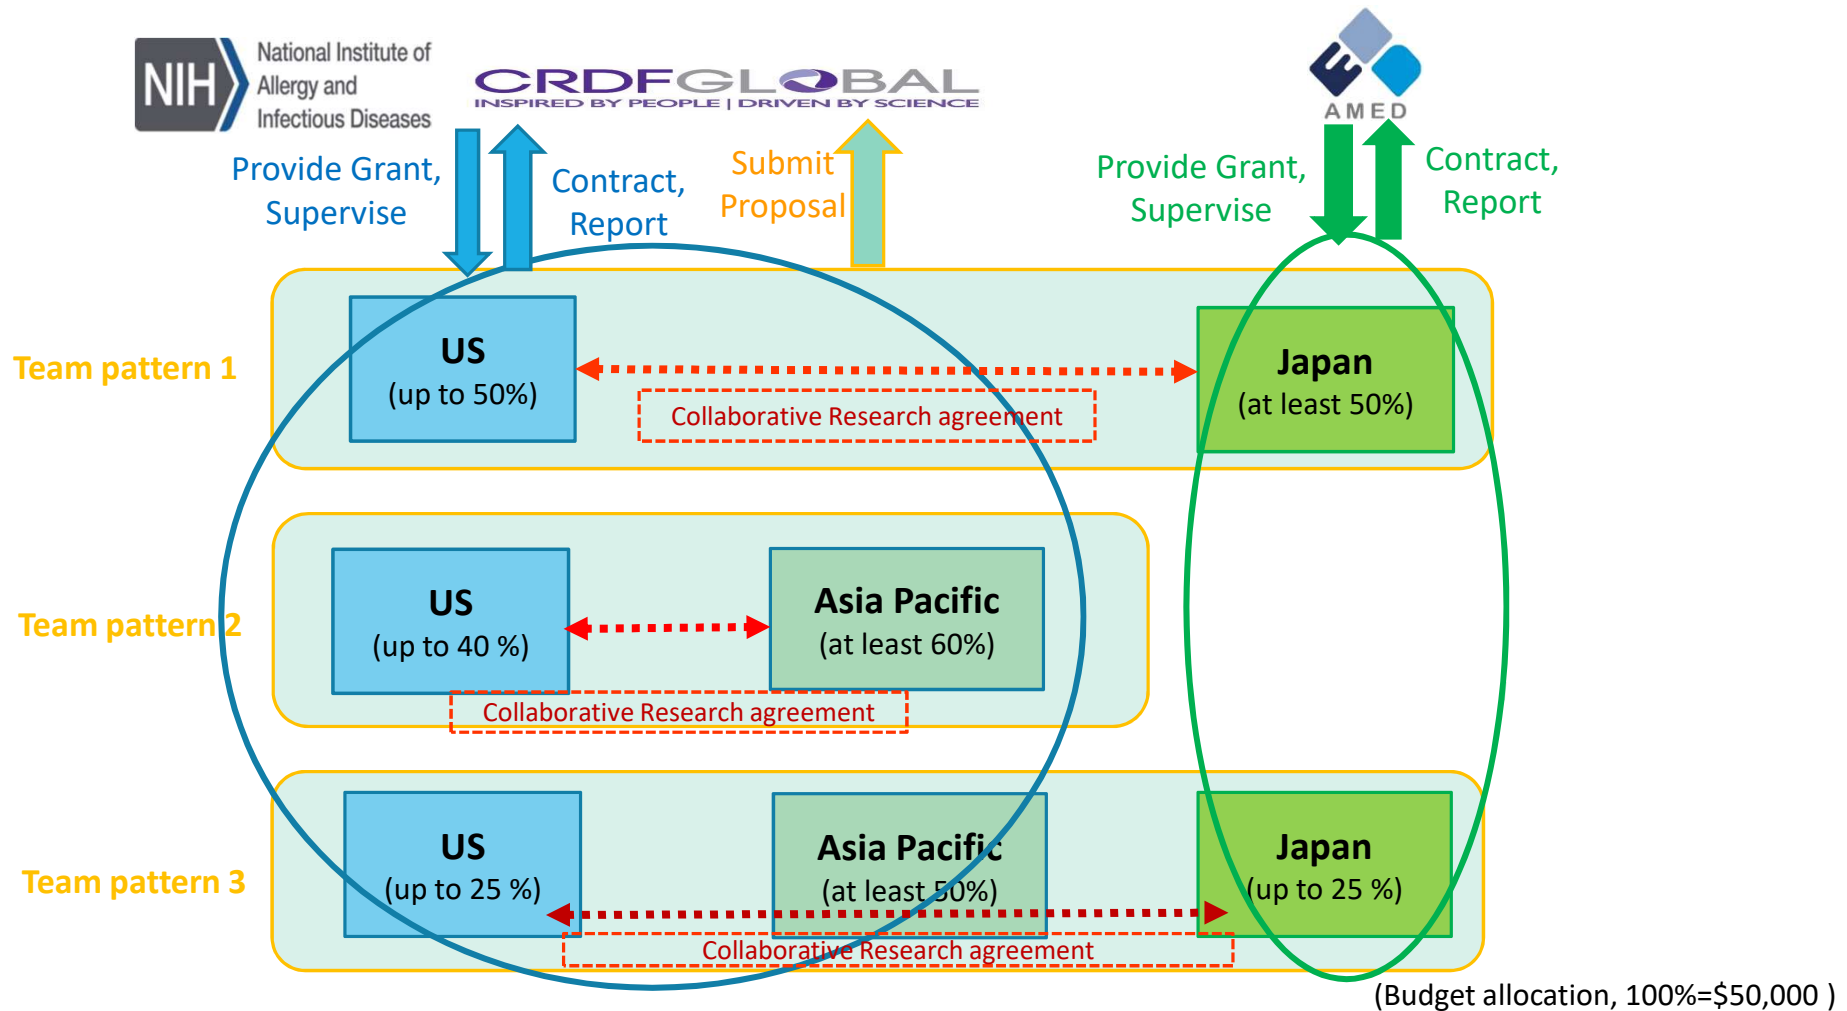 NIH
National Institute of
Allergy and
Infectious Diseases
CRDFGLOBAL
INSPIRED BY PEOPLE | DRIVEN BY SCIENCE
AMED
Provide Grant,
Supervise
Contract,
Report
Submit
Proposal
Provide Grant,
Supervise
Contract,
Report
Team pattern 1
US
(up to 50%)
Collaborative Research agreement
Japan
(at least 50%)
Team pattern 2
US
(up to 40 %)
Asia Pacific
(at least 60%)
Collaborative Research agreement
Team pattern 3
US
(up to 25 %)
Asia Pacific
(at least 50%)
Japan
(up to 25 %)
Collaborative Research agreement
(Budget allocation, 100%=$50,000 )